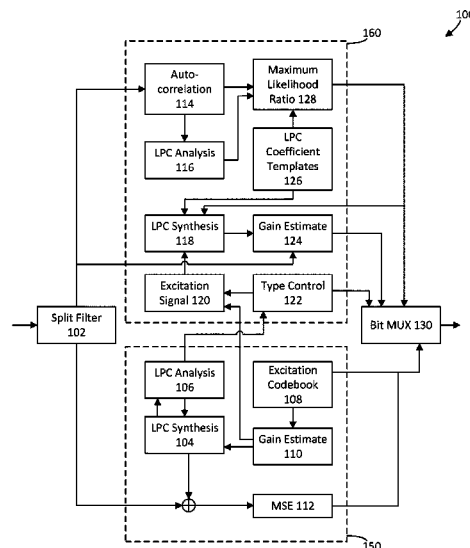 100
160
Auto-
correlation
114
Maximum
Likelihood
Ratio 128
LPC Analysis
116
LPC
Coefficient
Templates
126
LPC Synthesis
118
Gain Estimate
124
Excitation
Signal 120
Type Control
122
Split Filter
102
Bit MUX 130
LPC Analysis
106
Excitation
Codebook
108
LPC Synthesis
104
Gain Estimate
110
MSE 112
150